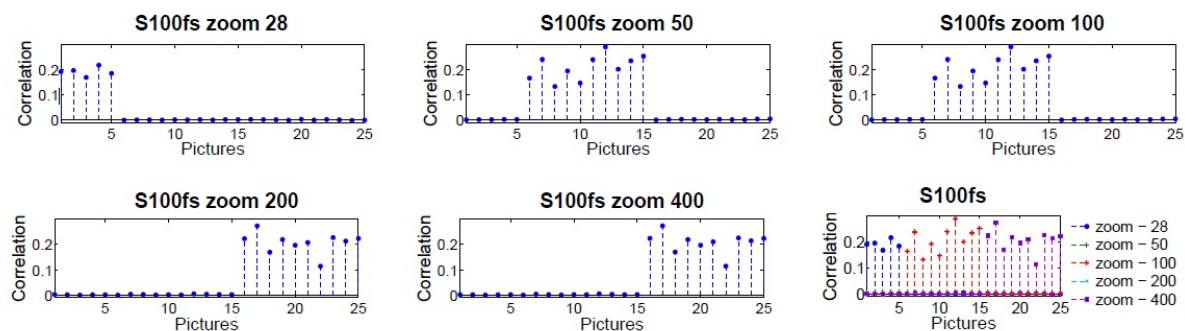 S100fs zoom 28
Correlation
0.2
0.1
0
5 10 15 20 25
Pictures
S100fs zoom 50
Correlation
0.2
0.1
0
5 10 15 20 25
Pictures
S100fs zoom 100
Correlation
0.2
0.1
0
5 10 15 20 25
Pictures
S100fs zoom 200
Correlation
0.2
0.1
0
5 10 15 20 25
Pictures
S100fs zoom 400
Correlation
0.2
0.1
0
5 10 15 20 25
Pictures
S100fs
Correlation
0.2
0.1
0
5 10 15 20 25
Pictures
zoom − 28
zoom − 50
zoom − 100
zoom − 200
zoom − 400